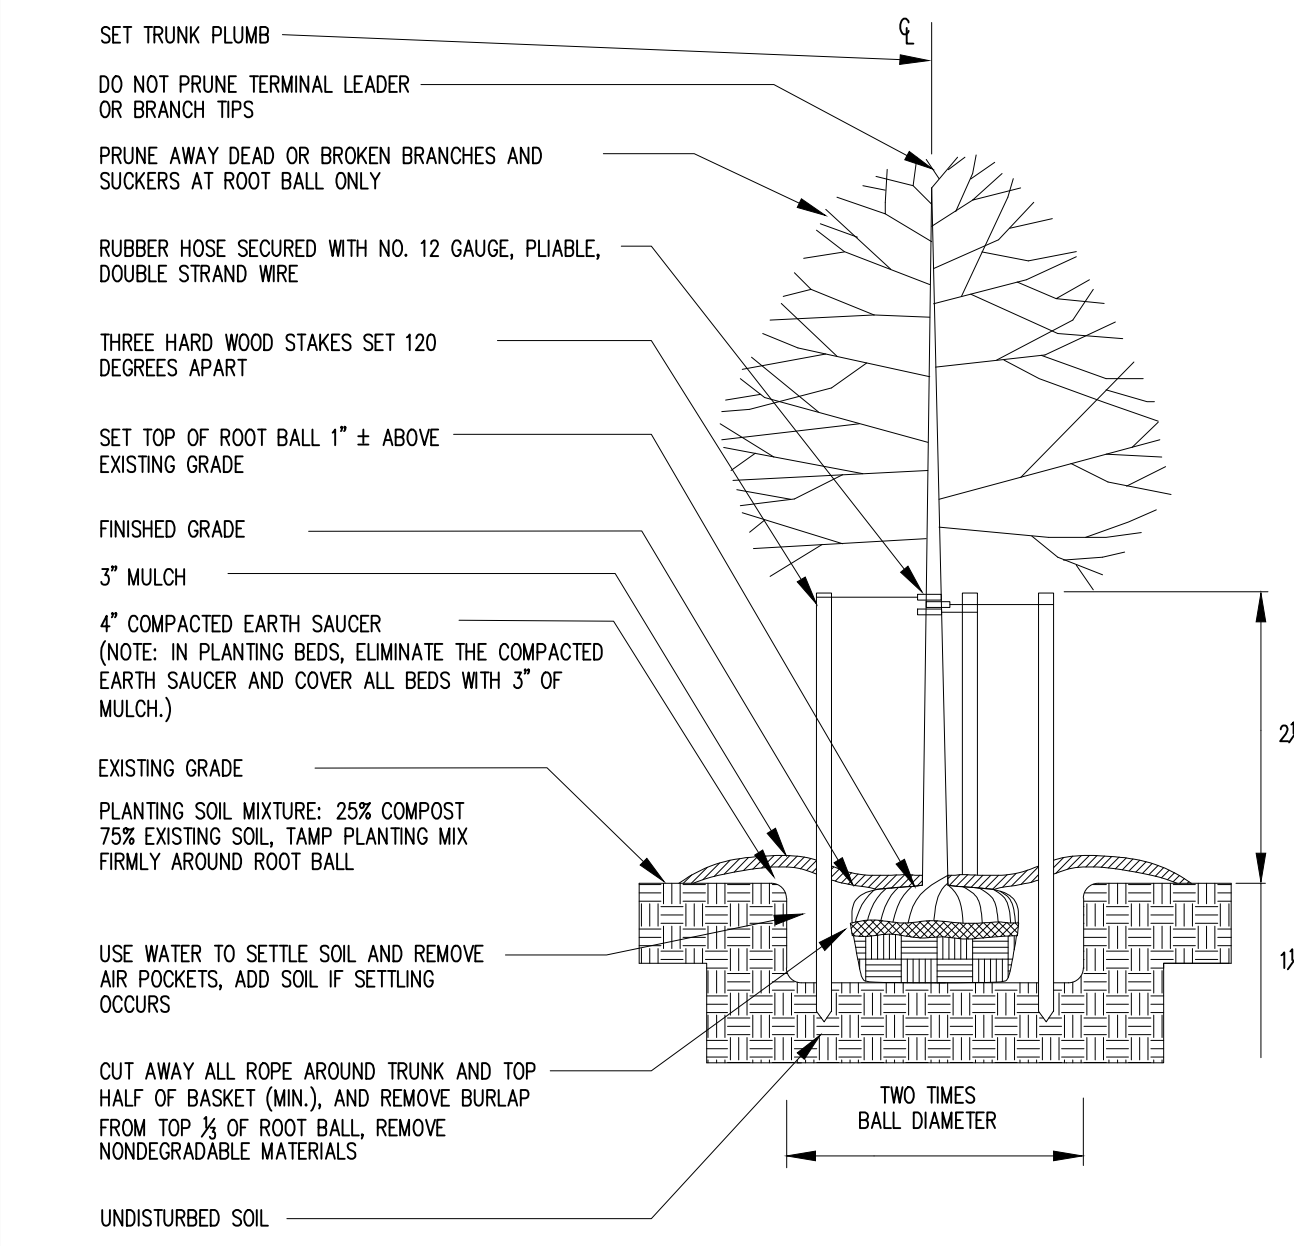 SET TRUNK PLUMB
℄
DO NOT PRUNE TERMINAL LEADER
OR BRANCH TIPS
PRUNE AWAY DEAD OR BROKEN BRANCHES AND
SUCKERS AT ROOT BALL ONLY
RUBBER HOSE SECURED WITH NO. 12 GAUGE, PLIABLE,
DOUBLE STRAND WIRE
THREE HARD WOOD STAKES SET 120
DEGREES APART
SET TOP OF ROOT BALL 1” ± ABOVE
EXISTING GRADE
FINISHED GRADE
3” MULCH
4” COMPACTED EARTH SAUCER
(NOTE: IN PLANTING BEDS, ELIMINATE THE COMPACTED
EARTH SAUCER AND COVER ALL BEDS WITH 3” OF
MULCH.)
EXISTING GRADE
PLANTING SOIL MIXTURE: 25% COMPOST
75% EXISTING SOIL, TAMP PLANTING MIX
FIRMLY AROUND ROOT BALL
USE WATER TO SETTLE SOIL AND REMOVE
AIR POCKETS, ADD SOIL IF SETTLING
OCCURS
CUT AWAY ALL ROPE AROUND TRUNK AND TOP
HALF OF BASKET (MIN.), AND REMOVE BURLAP
FROM TOP ⅓ OF ROOT BALL, REMOVE
NONDEGRADABLE MATERIALS
UNDISTURBED SOIL
TWO TIMES
BALL DIAMETER